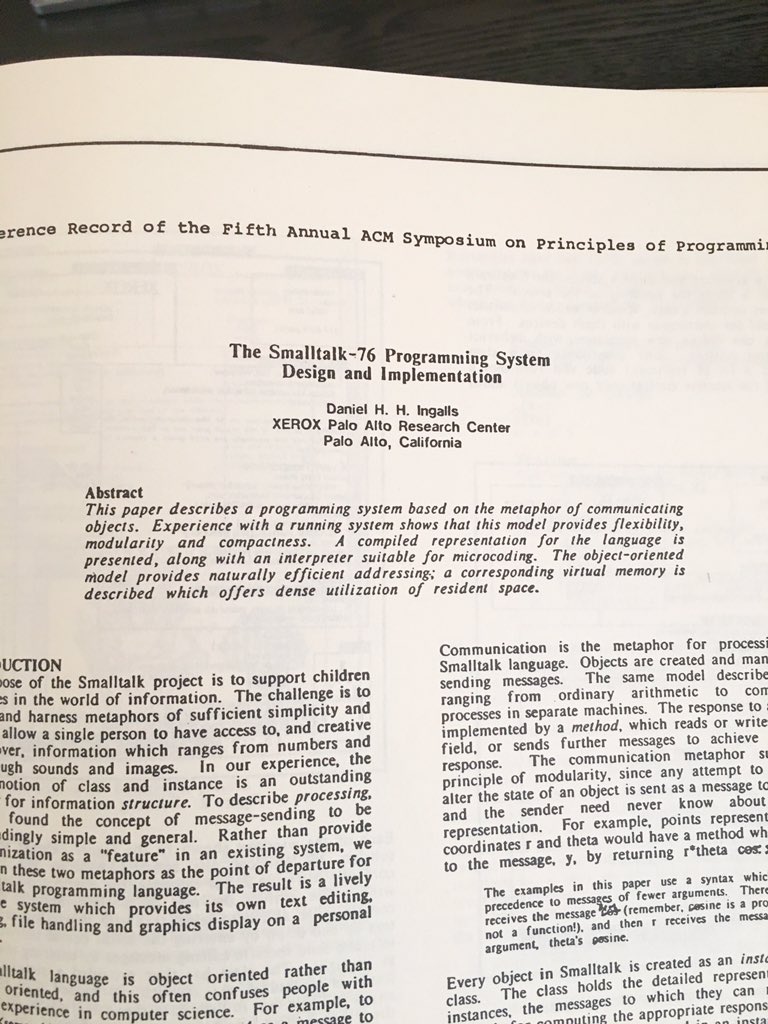 erence Record of the Fifth Annual ACM Symposium on Principles of Programmi
The Smalltalk-76 Programming System
Design and Implementation
Daniel H. H. Ingalls
XEROX Palo Alto Research Center
Palo Alto, California
Abstract
This paper describes a programming system based on the metaphor of communicating
objects. Experience with a running system shows that this model provides flexibility,
modularity and compactness. A compiled representation for the language is
presented, along with an interpreter suitable for microcoding. The object-oriented
model provides naturally efficient addressing; a corresponding virtual memory is
described which offers dense utilization of resident space.
UCTION
ose of the Smalltalk project is to support children
s in the world of information. The challenge is to
and harness metaphors of sufficient simplicity and
allow a single person to have access to, and creative
ver, information which ranges from numbers and
ugh sounds and images. In our experience, the
notion of class and instance is an outstanding
for information structure. To describe processing,
found the concept of message-sending to be
dingly simple and general. Rather than provide
nization as a "feature" in an existing system, we
n these two metaphors as the point of departure for
talk programming language. The result is a lively
e system which provides its own text editing,
, file handling and graphics display on a personal
lltalk language is object oriented rather than
oriented, and this often confuses people with
experience in computer science. For example, to
a message to
Communication is the metaphor for processi
Smalltalk language. Objects are created and man
sending messages. The same model describe
ranging from ordinary arithmetic to com
processes in separate machines. The response to
implemented by a method, which reads or write
field, or sends further messages to achieve
response. The communication metaphor su
principle of modularity, since any attempt to
alter the state of an object is sent as a message to
and the sender need never know about
representation. For example, points represent
coordinates r and theta would have a method wh
to the message, y, by returning r*theta
The examples in this paper use a syntax whic
precedence to messages of fewer arguments. There
receives the message (remember, cosine is a pro
not a function!), and then r receives the messa
argument, theta's cosine.
Every object in Smalltalk is created as an insta
class. The class holds the detailed represen
instances, the messages to which they can
for computing the appropriate respons